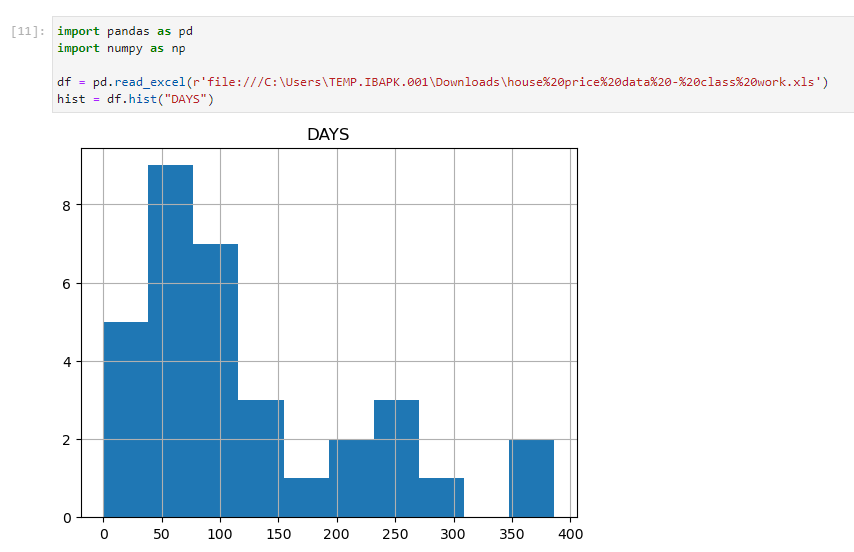 [11]: import pandas as pd
import numpy as np
df = pd.read_excel(r'file:///C:\Users\TEMP.IBAPK.001\Downloads\house%20price%20data%20-%20class%20work.xls')
hist = df.hist("DAYS")
DAYS
8
6
4
2
0
0 50 100 150 200 250 300 350 400